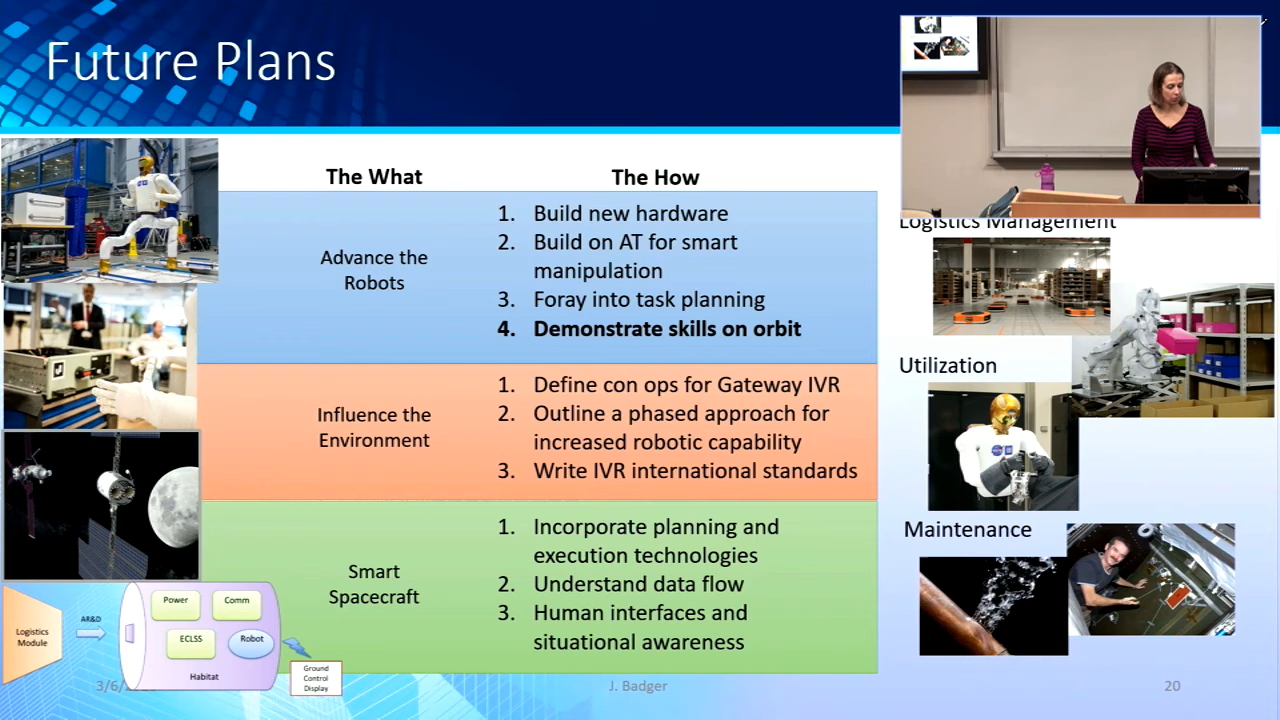 Future Plans
The What
The How
Advance the
Robots
1. Build new hardware
2. Build on AT for smart
manipulation
3. Foray into task planning
4. Demonstrate skills on orbit
Influence the
Environment
1. Define con ops for Gateway IVR
2. Outline a phased approach for
increased robotic capability
3. Write IVR international standards
Smart
Spacecraft
1. Incorporate planning and
execution technologies
2. Understand data flow
3. Human interfaces and
situational awareness
Logistics Management
Utilization
Maintenance
Logistics
Module
AR&D
Power
Comm
ECLSS
Robot
Habitat
Ground
Control
Display
3/6/
J. Badger
20